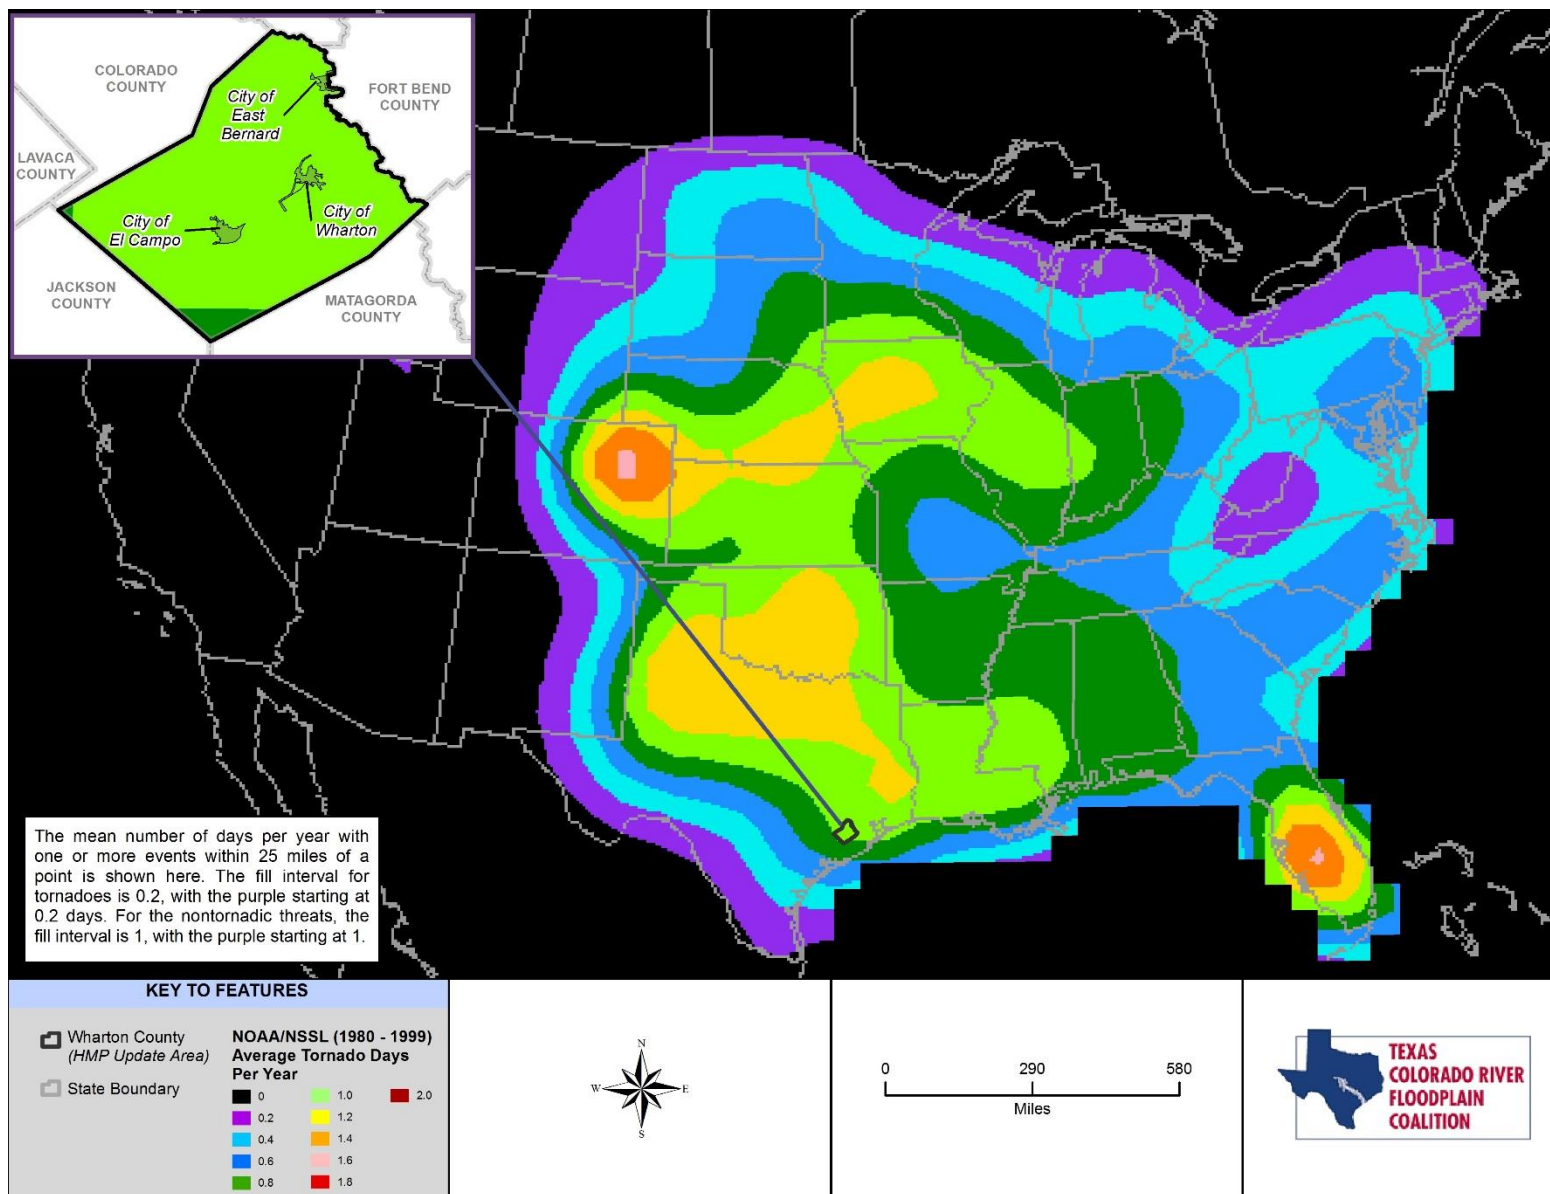 COLORADO
COUNTY
City of
East
Bernard
FORT BEND
COUNTY
LAVACA
COUNTY
City of
El Campo
City of
Wharton
JACKSON
COUNTY
MATAGORDA
COUNTY
The mean number of days per year with
one or more events within 25 miles of a
point is shown here. The fill interval for
tornadoes is 0.2, with the purple starting at
0.2 days. For the nontornadic threats, the
fill interval is 1, with the purple starting at 1.
KEY TO FEATURES
Wharton County
(HMP Update Area)
State Boundary
NOAA/NSSL (1980 - 1999)
Average Tornado Days
Per Year
0
0.2
0.4
0.6
0.8
1.0
1.2
1.4
1.6
1.8
2.0
N
W
E
S
0 290 580
Miles
TEXAS
COLORADO RIVER
FLOODPLAIN
COALITION